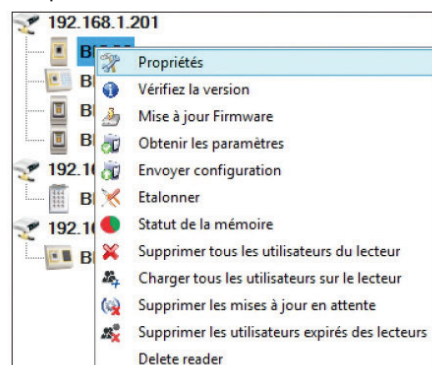 192.168.1.201
Propriétés
Vérifiez la version
Mise à jour Firmware
Obtenir les paramètres
Envoyer configuration
Etalonner
Statut de la mémoire
Supprimer tous les utilisateurs du lecteur
Charger tous les utilisateurs sur le lecteur
Supprimer les mises à jour en attente
Supprimer les utilisateurs expirés des lecteurs
Delete reader